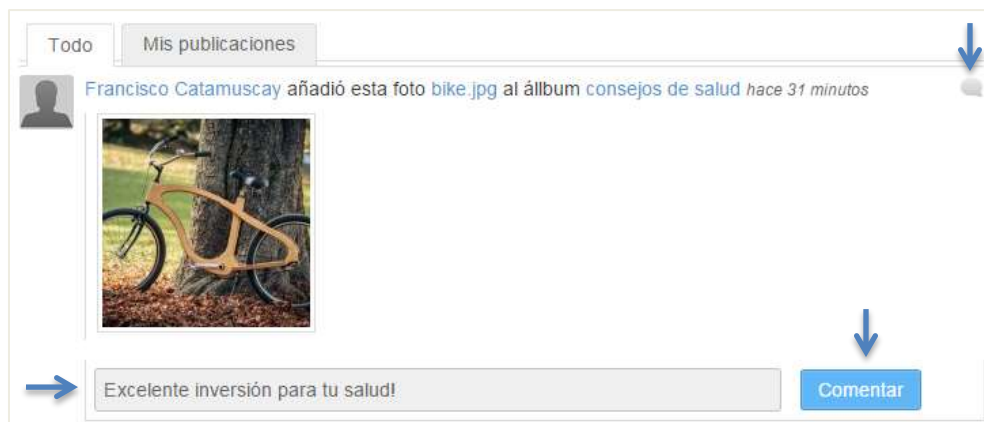 Todo
Mis publicaciones
Francisco Catamuscay añadió esta foto bike.jpg al állbum consejos de salud hace 31 minutos
Excelente inversión para tu salud!
Comentar